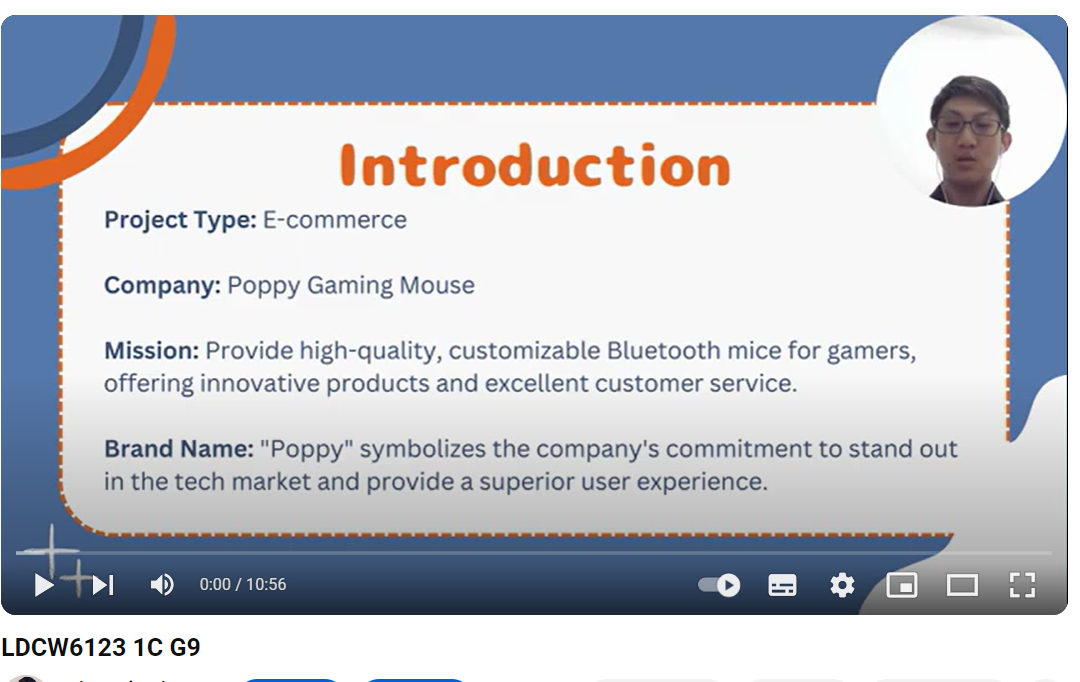 Introduction
Project Type: E-commerce
Company: Poppy Gaming Mouse
Mission: Provide high-quality, customizable Bluetooth mice for gamers,
offering innovative products and excellent customer service.
Brand Name: "Poppy" symbolizes the company's commitment to stand out
in the tech market and provide a superior user experience.
0:00 / 10:56
LDCW6123 1C G9